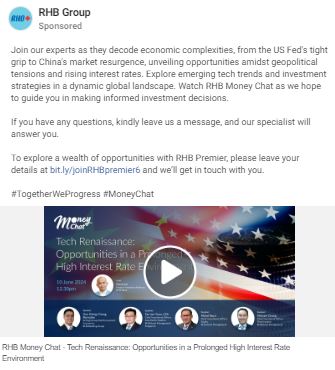 RHB
RHB Group
Sponsored
Join our experts as they decode economic complexities, from the US Fed's tight
grip to China's market resurgence, unveiling opportunities amidst geopolitical
tensions and rising interest rates. Explore emerging tech trends and investment
strategies in a dynamic global landscape. Watch RHB Money Chat as we hope
to guide you in making informed investment decisions.
If you have any questions, kindly leave us a message, and our specialist will
answer you.
To explore a wealth of opportunities with RHB Premier, please leave your
details at bit.ly/joinRHBpremier6 and we'll get in touch with you.
#TogetherWeProgress #MoneyChat
Money
Chat
Tech Renaissance:
Opportunities in a Prolonged
High Interest Rate
10 June 2024
12.30pm
RHB Money Chat - Tech Renaissance: Opportunities in a Prolonged High Interest Rate
Environment